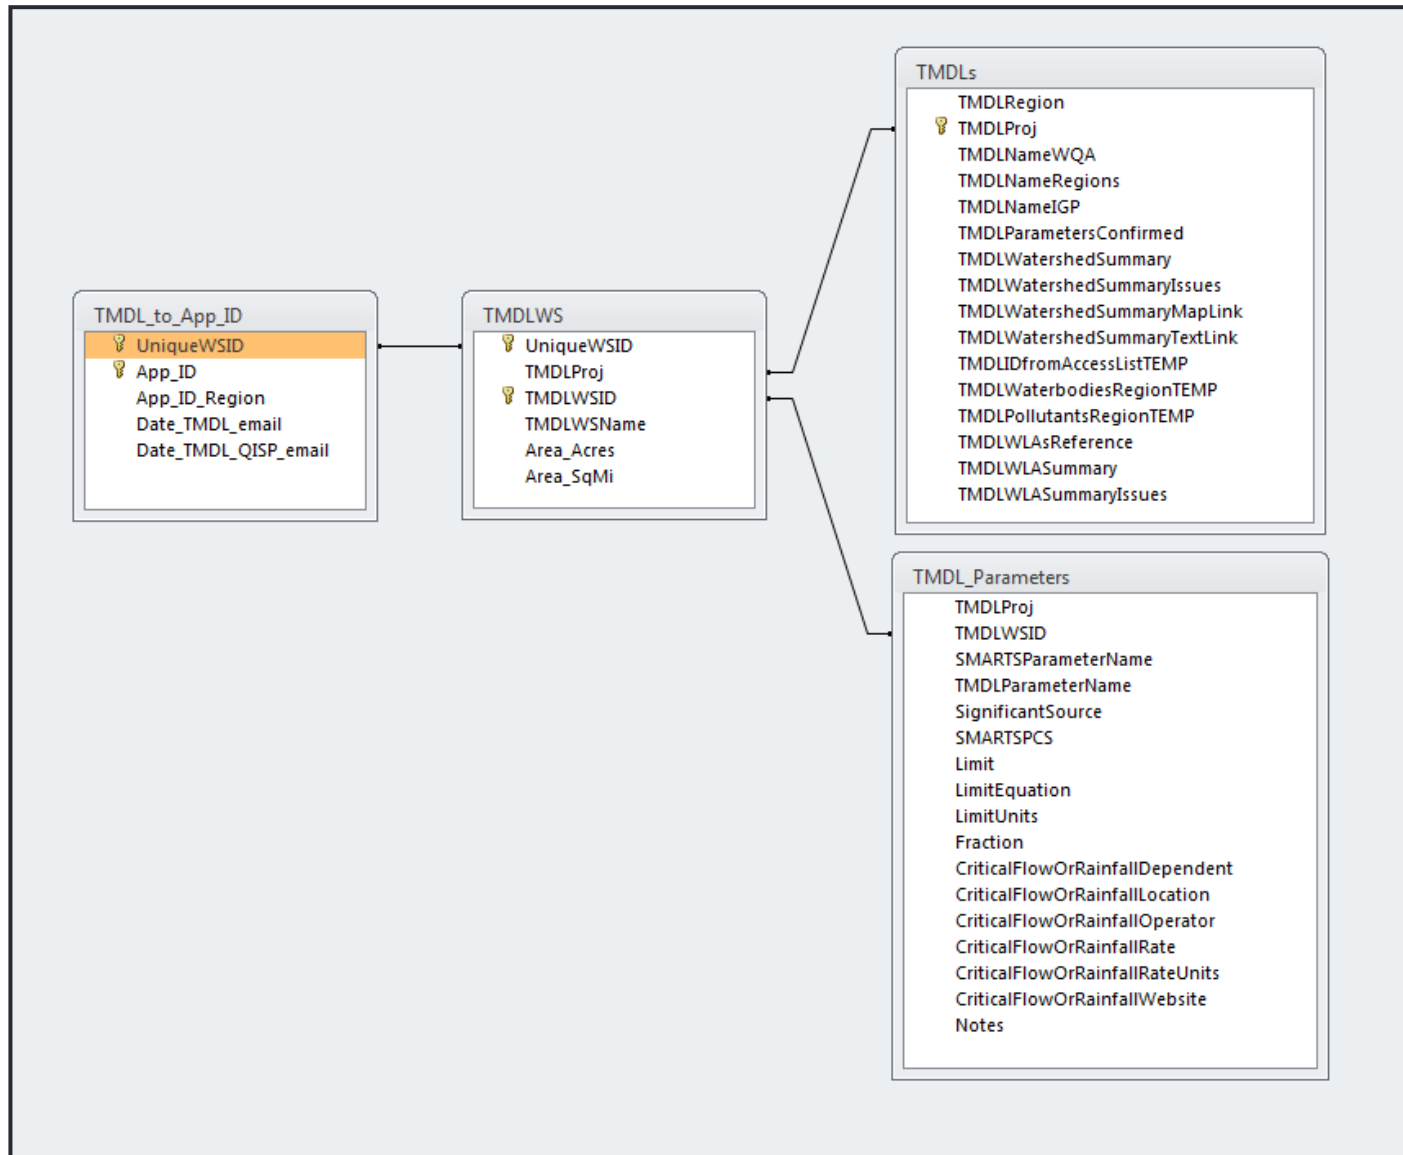 TMDL_to_App_ID
UniqueWSID
App_ID
App_ID_Region
Date_TMDL_email
Date_TMDL_QISP_email
TMDLWS
UniqueWSID
TMDLProj
TMDLWSID
TMDLWSName
Area_Acres
Area_SqMi
TMDLs
TMDLRegion
TMDLProj
TMDLNameWQA
TMDLNameRegions
TMDLNameIGP
TMDLParametersConfirmed
TMDLWatershedSummary
TMDLWatershedSummaryIssues
TMDLWatershedSummaryMapLink
TMDLWatershedSummaryTextLink
TMDLIDfromAccessListTEMP
TMDLWaterbodiesRegionTEMP
TMDLPollutantsRegionTEMP
TMDLWLAsReference
TMDLWLASummary
TMDLWLASummaryIssues
TMDL_Parameters
TMDLProj
TMDLWSID
SMARTSParameterName
TMDLParameterName
SignificantSource
SMARTSPCS
Limit
LimitEquation
LimitUnits
Fraction
CriticalFlowOrRainfallDependent
CriticalFlowOrRainfallLocation
CriticalFlowOrRainfallOperator
CriticalFlowOrRainfallRate
CriticalFlowOrRainfallRateUnits
CriticalFlowOrRainfallWebsite
Notes